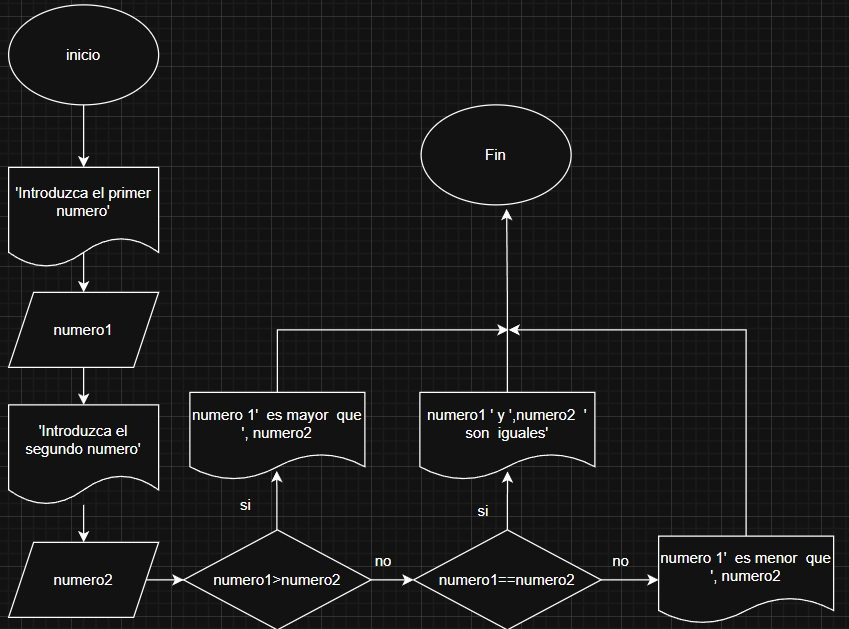 inicio
'Introduzca el primer
numero'
numero1
'Introduzca el
segundo numero'
numero2
numero1>numero2
si
numero 1'  es mayor  que
', numero2
no
numero1==numero2
si
numero1 ' y ',numero2  '
son  iguales'
no
numero 1'  es menor  que
', numero2
Fin